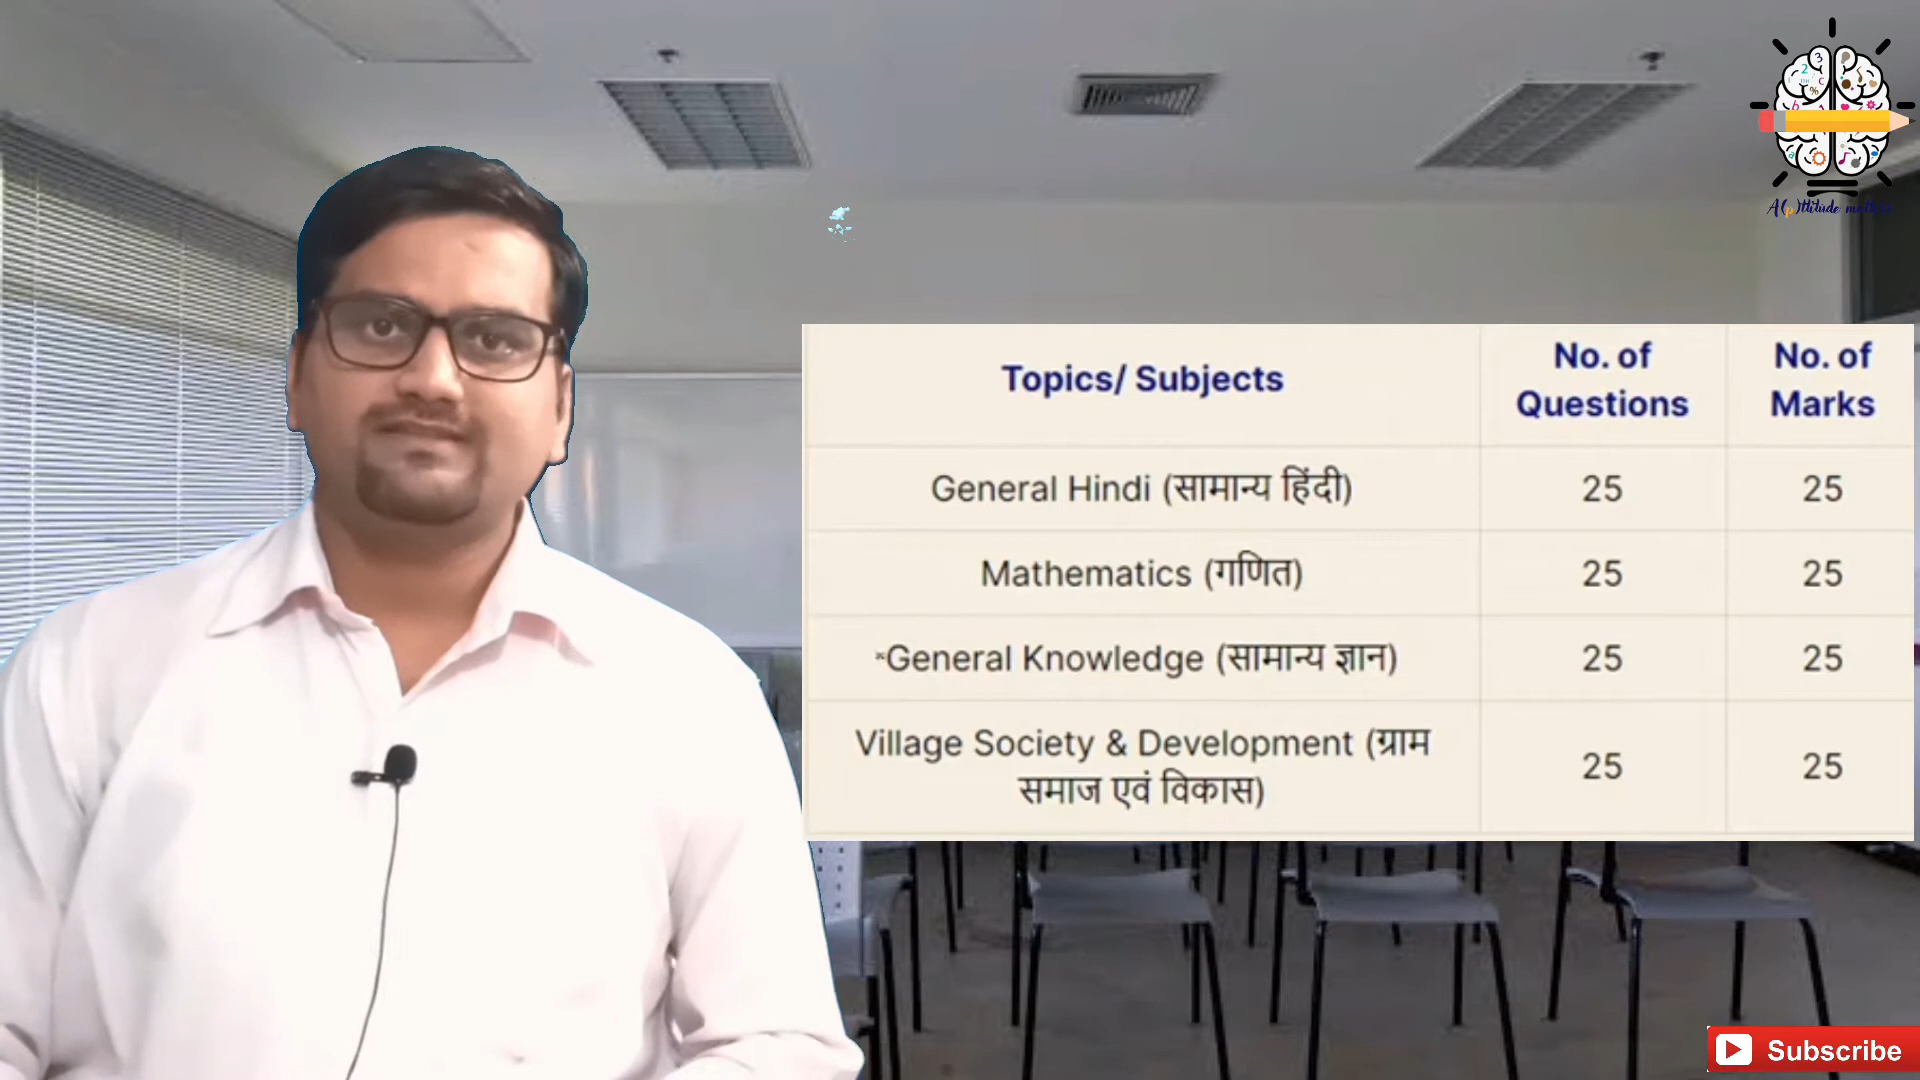 A(p)ttitude
Topics/ Subjects
No. of
Questions
No. of
Marks
General Hindi (सामान्य हिंदी)
25
25
Mathematics (गणित)
25
25
*General Knowledge (सामान्य ज्ञान)
25
25
Village Society & Development (ग्राम
समाज एवं विकास)
25
25
Subscribe